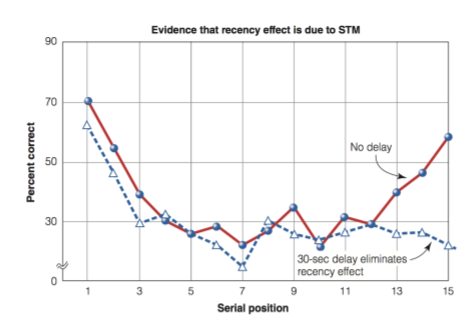 Evidence that recency effect is due to STM
90
70
50
30
0
Percent correct
No delay
30-sec delay eliminates
recency effect
1
3
5
7
9
11
13
15
Serial position